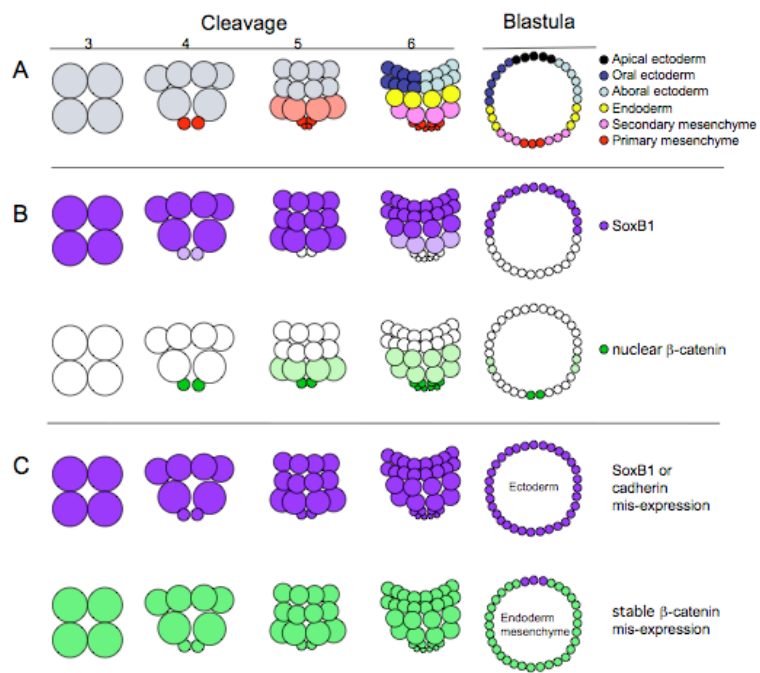 Cleavage
Blastula
3 4 5 6
A
Apical ectoderm
Oral ectoderm
Aboral ectoderm
Endoderm
Secondary mesenchyme
Primary mesenchyme
B
SoxB1
nuclear β-catenin
C
Ectoderm
SoxB1 or
cadherin
mis-expression
Endoderm
mesenchyme
stable β-catenin
mis-expression